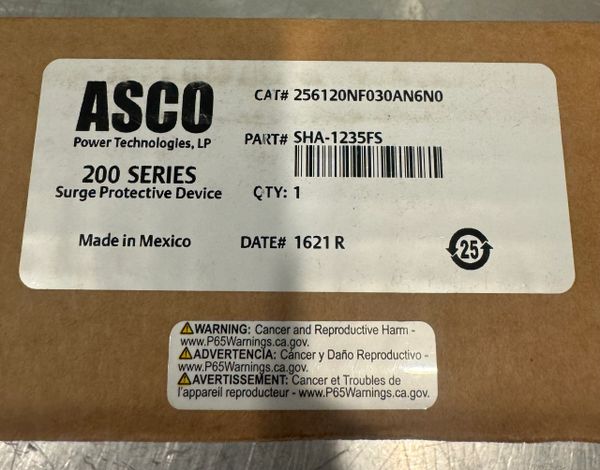 ASCO
Power Technologies, LP
200 SERIES
Surge Protective Device
Made in Mexico
CAT# 256120NF030AN6N0
PART# SHA-1235FS
QTY: 1
DATE# 1621 R
25
⚠WARNING: Cancer and Reproductive Harm -
www.P65Warnings.ca.gov.
⚠ADVERTENCIA: Cáncer y Daño Reproductivo -
www.P65Warnings.ca.gov.
⚠AVERTISSEMENT: Cancer et Troubles de
l'appareil reproducteur - www.P65Warnings.ca.gov.